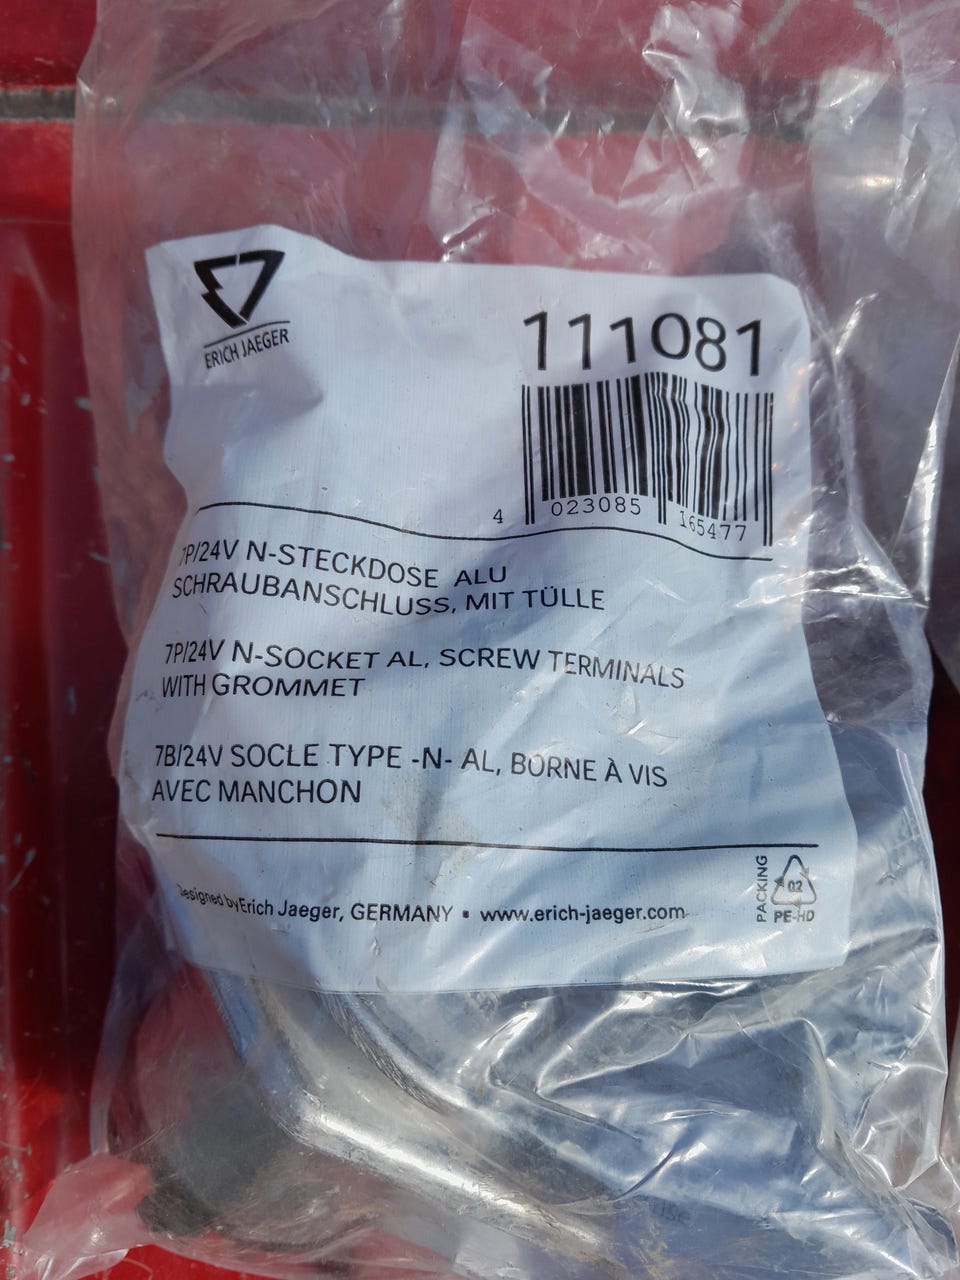 ERICH JAEGER
111081
4 023085 165477
7P/24V N-STECKDOSE ALU
SCHRAUBANSCHLUSS, MIT TÜLLE
7P/24V N-SOCKET AL, SCREW TERMINALS
WITH GROMMET
7B/24V SOCLE TYPE -N- AL, BORNE À VIS
AVEC MANCHON
Designed by Erich Jaeger, GERMANY ▪ www.erich-jaeger.com
PACKING
02
PE-HD